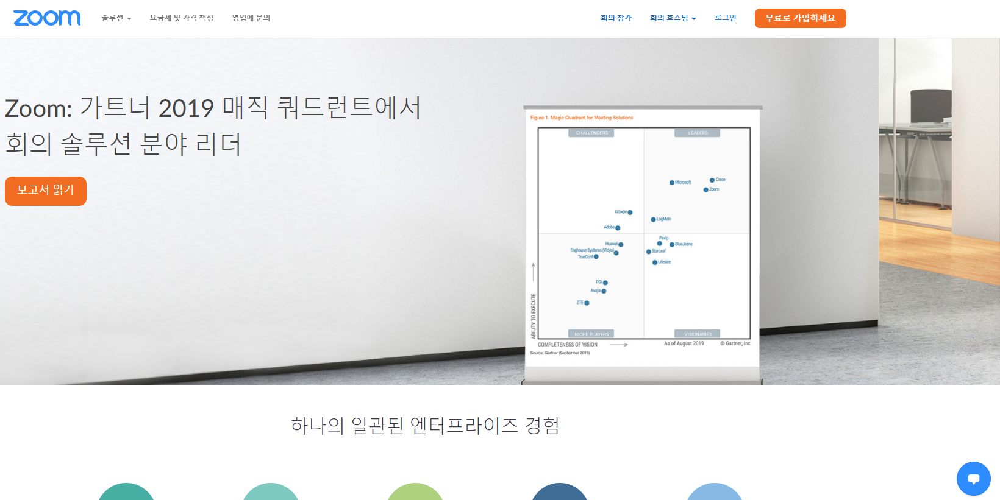 zoom
솔루션
요금제 및 가격 책정
영업에 문의
회의 참가
회의 호스팅
로그인
무료로 가입하세요
Zoom: 가트너 2019 매직 쿼드런트에서
회의 솔루션 분야 리더
보고서 읽기
Figure 1. Magic Quadrant for Meeting Solutions
CHALLENGERS
LEADERS
Microsoft
Cisco
Zoom
Google
LogMeIn
Adobe
Pexip
Huawei
BlueJeans
Enghouse Systems (Vidyo)
StarLeaf
TrueConf
Lifesize
PGi
Avaya
ZTE
ABILITY TO EXECUTE
NICHE PLAYERS
VISIONARIES
COMPLETENESS OF VISION
As of August 2019
© Gartner, Inc
Source: Gartner (September 2019)
하나의 일관된 엔터프라이즈 경험